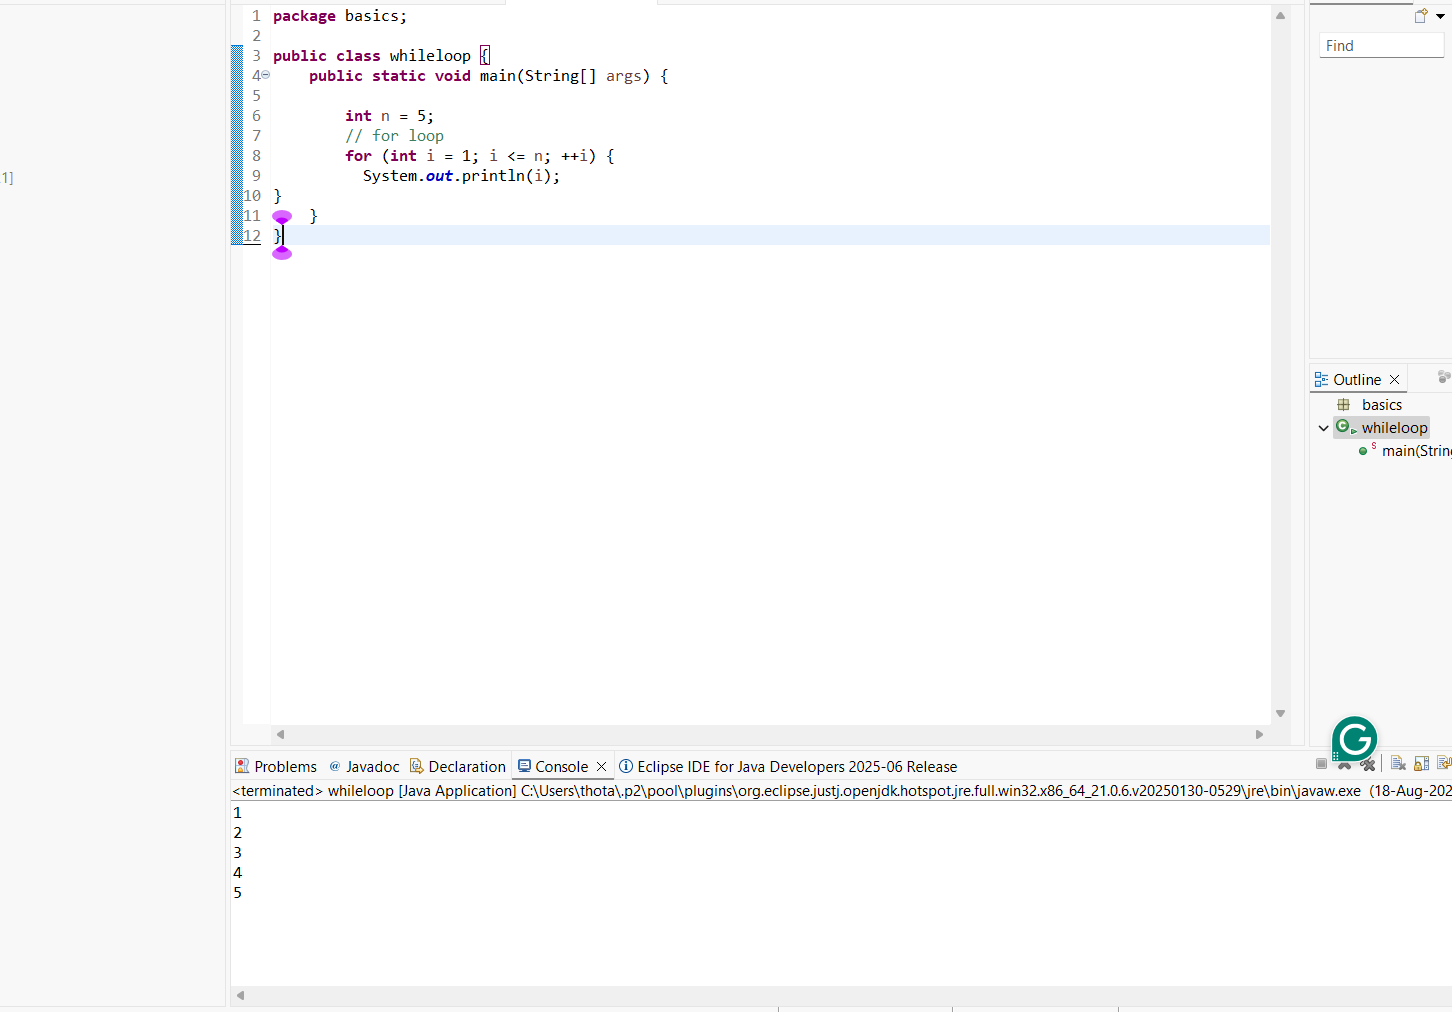 1 package basics;
2
3 public class whileloop {
4 public static void main(String[] args) {
5
6 int n = 5;
7 // for loop
8 for (int i = 1; i <= n; ++i) {
9 System.out.println(i);
10 }
11 }
12 }
1]
Find
Outline
basics
whileloop
main(Strin
Problems @ Javadoc Declaration Console Eclipse IDE for Java Developers 2025-06 Release
<terminated> whileloop [Java Application] C:\Users\thota\.p2\pool\plugins\org.eclipse.justj.openjdk.hotspot.jre.full.win32.x86_64_21.0.6.v20250130-0529\jre\bin\javaw.exe (18-Aug-202
1
2
3
4
5